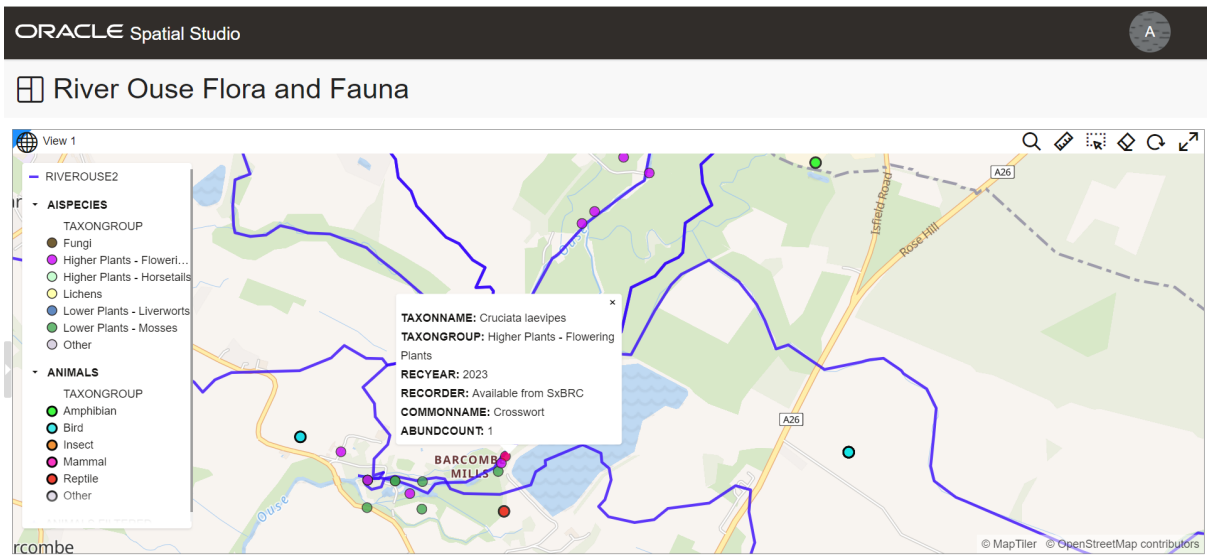 ORACLE Spatial Studio
A
River Ouse Flora and Fauna
View 1
RIVEROUSE2
AISPECIES
TAXONGROUP
Fungi
Higher Plants - Floweri...
Higher Plants - Horsetails
Lichens
Lower Plants - Liverworts
Lower Plants - Mosses
Other
ANIMALS
TAXONGROUP
Amphibian
Bird
Insect
Mammal
Reptile
Other
Ouse
A26
Isfield Road
Rose Hill
×
TAXONNAME: Cruciata laevipes
TAXONGROUP: Higher Plants - Flowering
Plants
RECYEAR: 2023
RECORDER: Available from SxBRC
COMMONNAME: Crosswort
ABUNDCOUNT: 1
A26
BARCOMBE
MILLS
Ouse
rcombe
© MapTiler © OpenStreetMap contributors